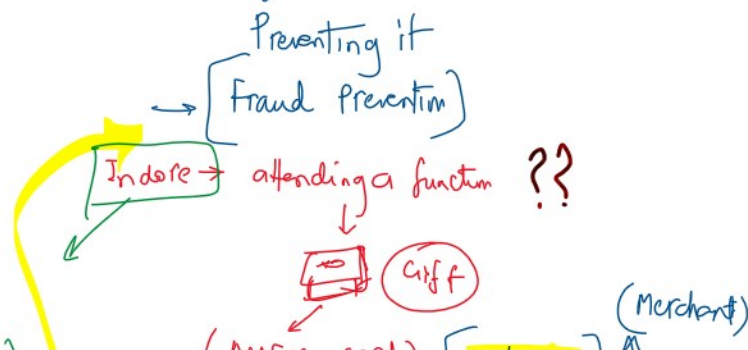 Preventing it
→ [Fraud Prevention]
Indore → attending a function ??
Gift
(Merchant)